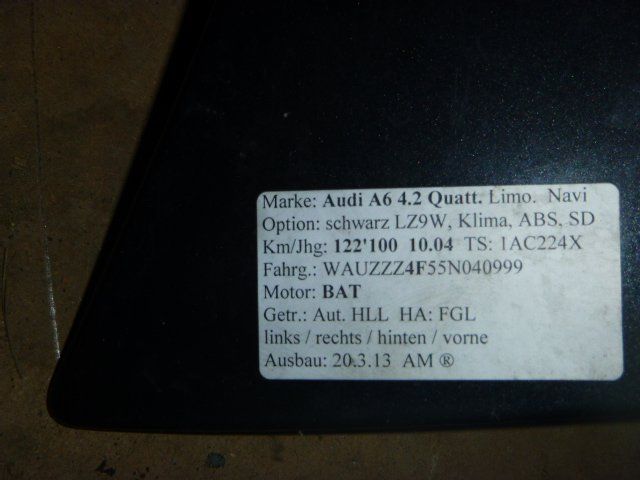 Marke: Audi A6 4.2 Quatt. Limo. Navi
Option: schwarz LZ9W, Klima, ABS, SD
Km/Jhg: 122'100 10.04 TS: 1AC224X
Fahrg.: WAUZZZ4F55N040999
Motor: BAT
Getr.: Aut. HLL HA: FGL
links / rechts / hinten / vorne
Ausbau: 20.3.13 AM ®